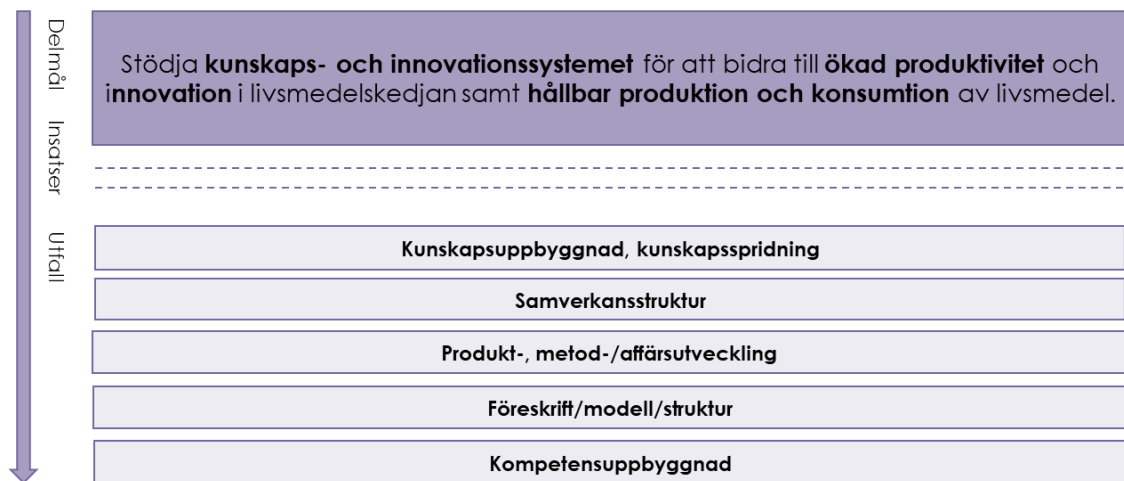 Delmål
Stödja kunskaps- och innovationssystemet för att bidra till ökad produktivitet och
innovation i livsmedelskedjan samt hållbar produktion och konsumtion av livsmedel.
Insatser
Utfall
Kunskapsuppbyggnad, kunskapsspridning
Samverkansstruktur
Produkt-, metod-/affärsutveckling
Föreskrift/modell/struktur
Kompetensuppbyggnad